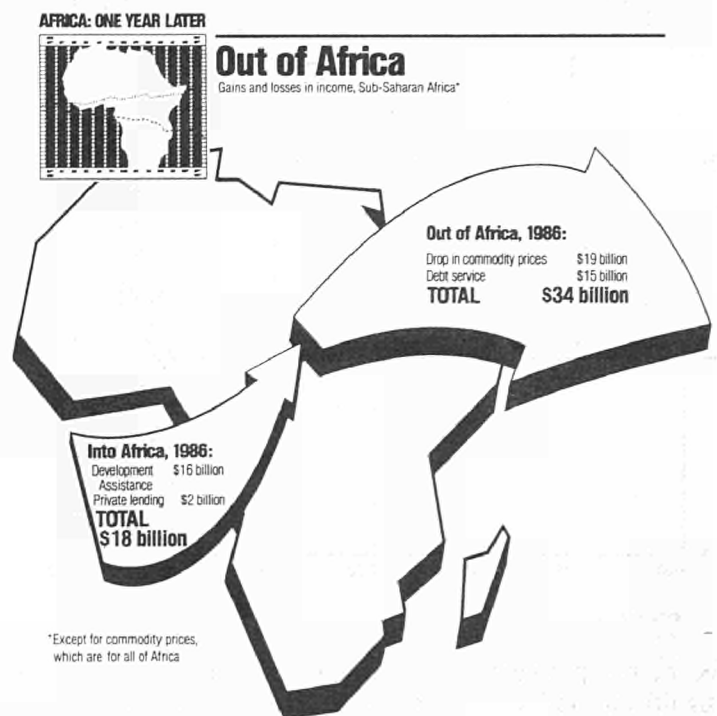 AFRICA: ONE YEAR LATER
Out of Africa
Gains and losses in income, Sub-Saharan Africa*
Out of Africa, 1986:
Drop in commodity prices $19 billion
Debt service $15 billion
TOTAL $34 billion
Into Africa, 1986:
Development $16 billion
Assistance
Private lending $2 billion
TOTAL
$18 billion
*Except for commodity prices,
which are for all of Africa